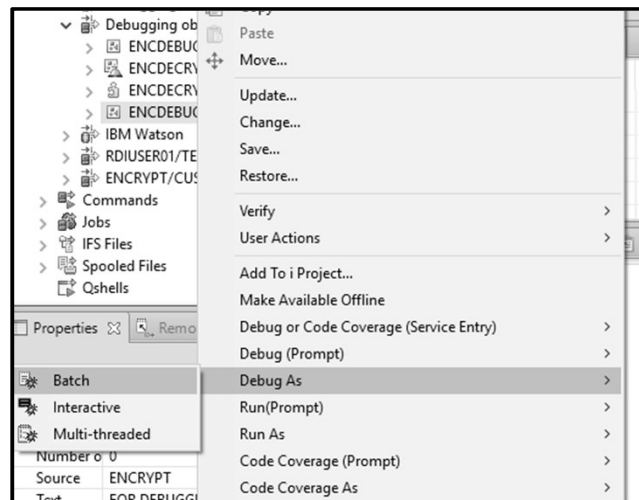 Debugging ob
Paste
ENCDEBUG
ENCDECRY
Move...
ENCDECRY
Update...
ENCDEBUG
Change...
IBM Watson
Save...
RDIUSER01/TE
Restore...
ENCRYPT/CUS
Commands
Verify
Jobs
User Actions
IFS Files
Spooled Files
Add To i Project...
Qshells
Make Available Offline
Properties
Remo
Debug or Code Coverage (Service Entry)
Debug (Prompt)
Batch
Debug As
Interactive
Run(Prompt)
Multi-threaded
Run As
Number o 0
Code Coverage (Prompt)
Source ENCRYPT
Code Coverage As
Text FOR DEBUGGI